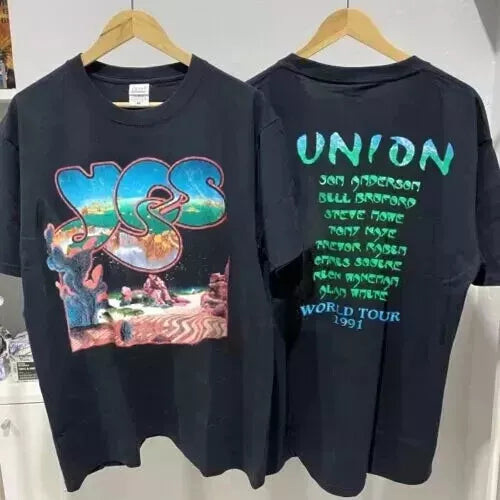 YES
UNION
JON ANDERSON
BILL BRUFORD
STEVE HOWE
TONY KAYE
TREVOR RABIN
CHRIS SQUIRE
RICK WAKEMAN
ALAN WHITE
WORLD TOUR
1991